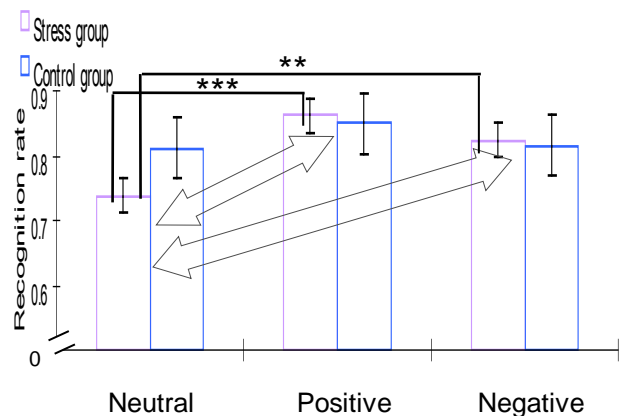 Stress group
Control group
**
***
0.9
0.8
0.7
0.6
0
Recognition rate
Neutral Positive Negative